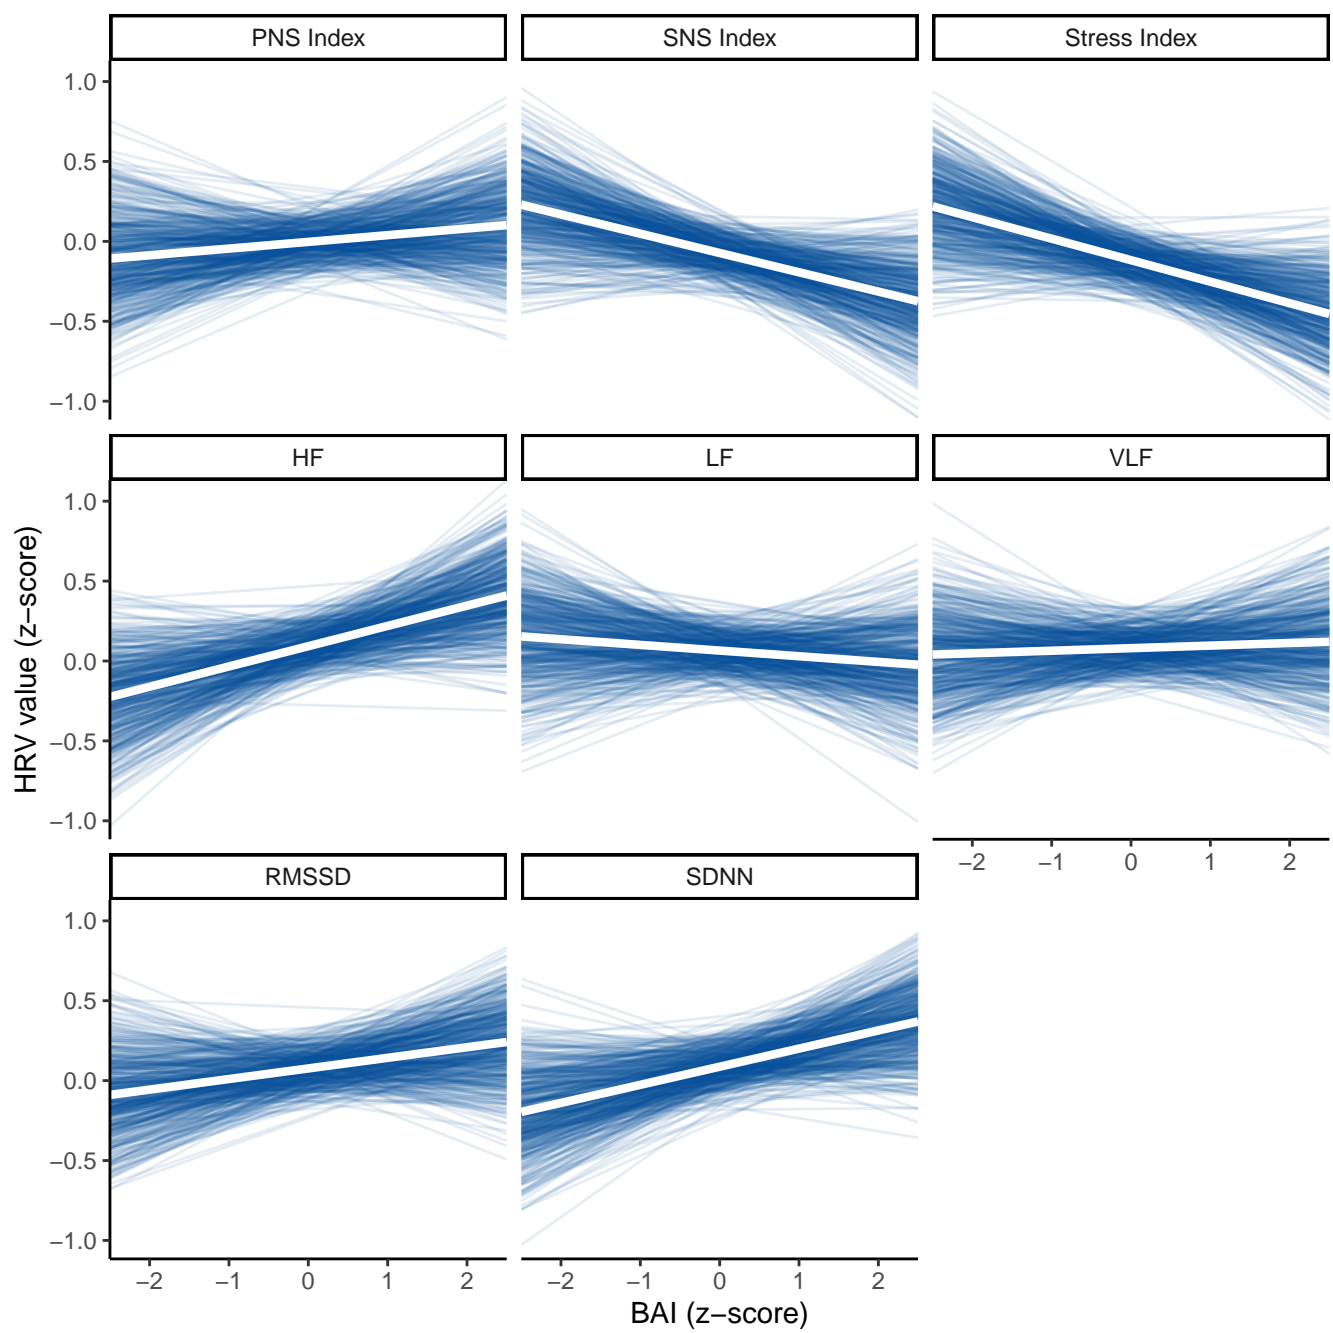 PNS Index SNS Index Stress Index
1.0
0.5
0.0
−0.5
−1.0
HF LF VLF
1.0
0.5
0.0
−0.5
−1.0
−2 −1 0 1 2
RMSSD SDNN
1.0
0.5
0.0
−0.5
−1.0
−2 −1 0 1 2 −2 −1 0 1 2
BAI (z−score)
HRV value (z−score)